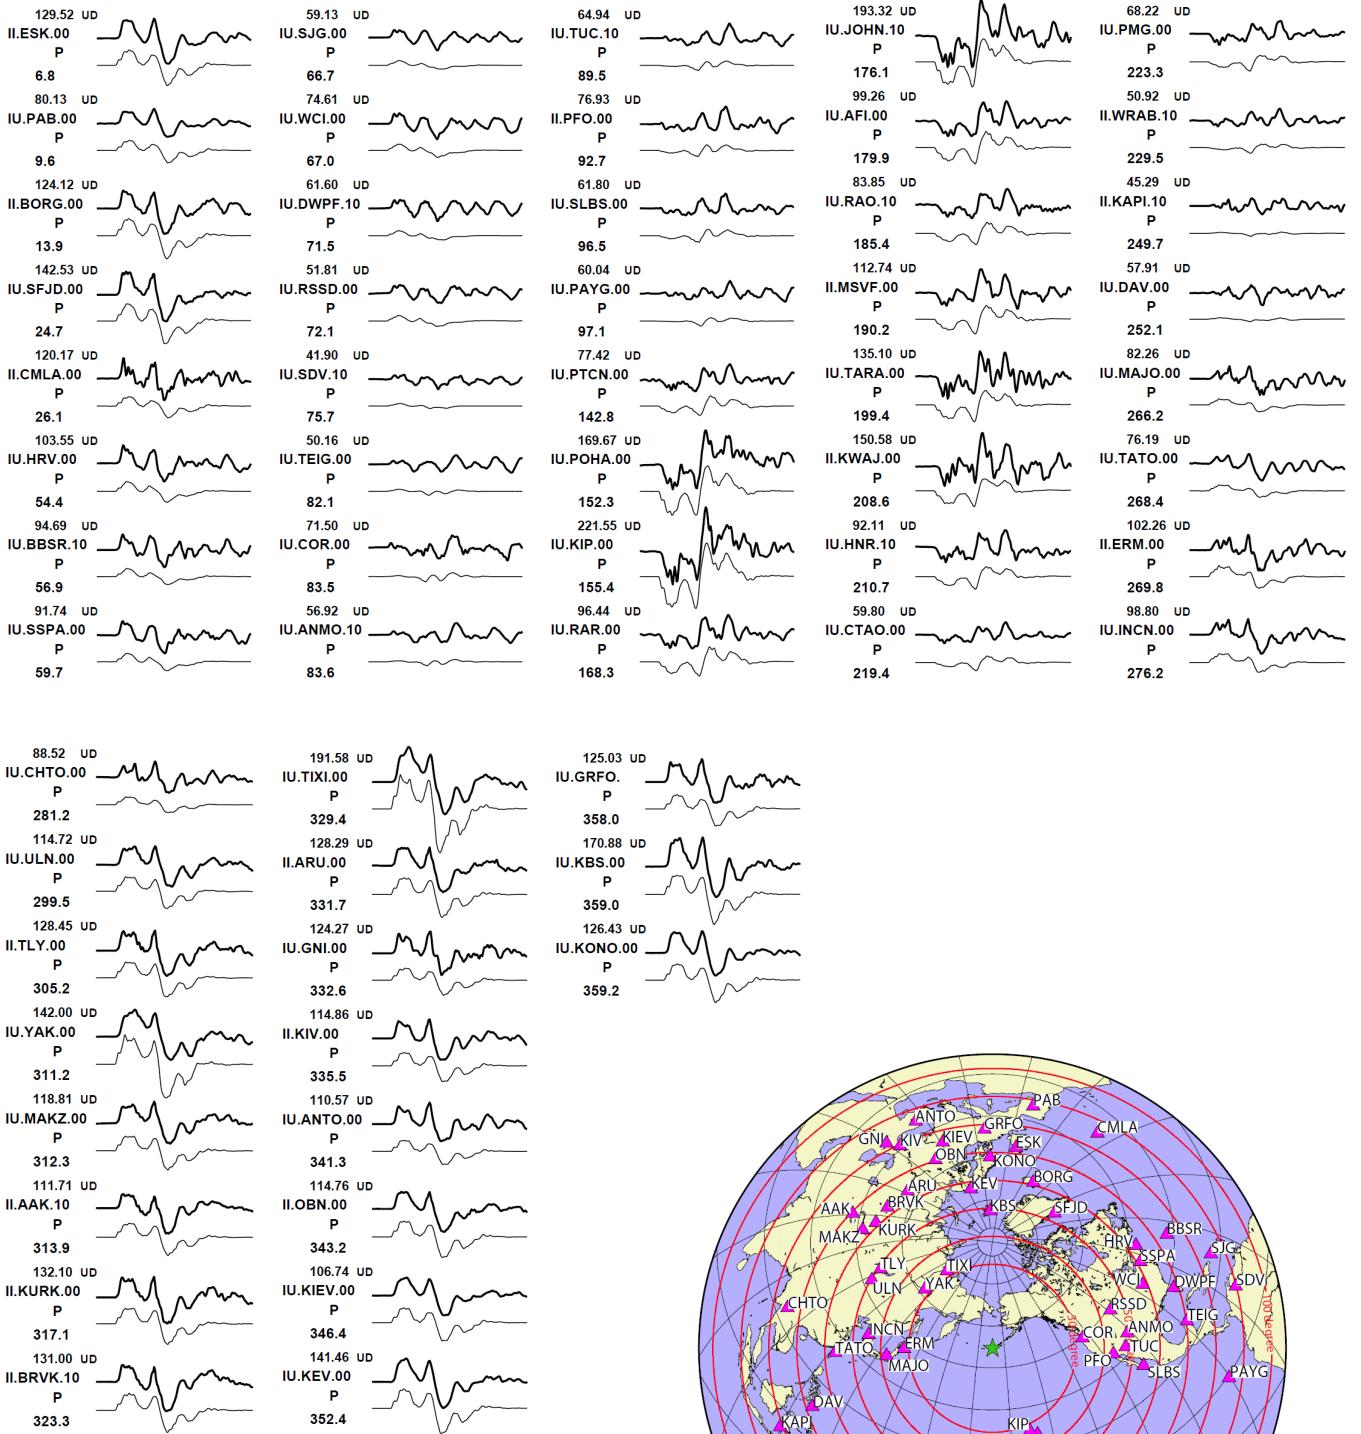 129.52 UD
II.ESK.00
P
6.8
80.13 UD
IU.PAB.00
P
9.6
124.12 UD
II.BORG.00
P
13.9
142.53 UD
IU.SFJD.00
P
24.7
120.17 UD
II.CMLA.00
P
26.1
103.55 UD
IU.HRV.00
P
54.4
94.69 UD
IU.BBSR.10
P
56.9
91.74 UD
IU.SSPA.00
P
59.7
59.13 UD
IU.SJG.00
P
66.7
74.61 UD
IU.WCI.00
P
67.0
61.60 UD
IU.DWPF.10
P
71.5
51.81 UD
IU.RSSD.00
P
72.1
41.90 UD
IU.SDV.10
P
75.7
50.16 UD
IU.TEIG.00
P
82.1
71.50 UD
IU.COR.00
P
83.5
56.92 UD
IU.ANMO.10
P
83.6
64.94 UD
IU.TUC.10
P
89.5
76.93 UD
II.PFO.00
P
92.7
61.80 UD
IU.SLBS.00
P
96.5
60.04 UD
IU.PAYG.00
P
97.1
77.42 UD
IU.PTCN.00
P
142.8
169.67 UD
IU.POHA.00
P
152.3
221.55 UD
IU.KIP.00
P
155.4
96.44 UD
IU.RAR.00
P
168.3
193.32 UD
IU.JOHN.10
P
176.1
99.26 UD
IU.AFI.00
P
179.9
83.85 UD
IU.RAO.10
P
185.4
112.74 UD
II.MSVF.00
P
190.2
135.10 UD
IU.TARA.00
P
199.4
150.58 UD
II.KWAJ.00
P
208.6
92.11 UD
IU.HNR.10
P
210.7
59.80 UD
IU.CTAO.00
P
219.4
68.22 UD
IU.PMG.00
P
223.3
50.92 UD
II.WRAB.10
P
229.5
45.29 UD
II.KAPI.10
P
249.7
57.91 UD
IU.DAV.00
P
252.1
82.26 UD
IU.MAJO.00
P
266.2
76.19 UD
IU.TATO.00
P
268.4
102.26 UD
II.ERM.00
P
269.8
98.80 UD
IU.INCN.00
P
276.2
88.52 UD
IU.CHTO.00
P
281.2
114.72 UD
IU.ULN.00
P
299.5
128.45 UD
II.TLY.00
P
305.2
142.00 UD
IU.YAK.00
P
311.2
118.81 UD
IU.MAKZ.00
P
312.3
111.71 UD
II.AAK.10
P
313.9
132.10 UD
II.KURK.00
P
317.1
131.00 UD
II.BRVK.10
P
323.3
191.58 UD
IU.TIXI.00
P
329.4
128.29 UD
II.ARU.00
P
331.7
124.27 UD
IU.GNI.00
P
332.6
114.86 UD
II.KIV.00
P
335.5
110.57 UD
IU.ANTO.00
P
341.3
114.76 UD
II.OBN.00
P
343.2
106.74 UD
IU.KIEV.00
P
346.4
141.46 UD
IU.KEV.00
P
352.4
125.03 UD
IU.GRFO.
P
358.0
170.88 UD
IU.KBS.00
P
359.0
126.43 UD
IU.KONO.00
P
359.2
PAB
ANTO
GRFO
CMLA
GNI
KIV
KIEV
ESK
OBN
KONO
ARU
KEV
BORG
BRVK
AAK
KBS
SFJD
MAKZ
KURK
HRV
BBSR
SSPA
SJG
TLY
TIXI
ULN
YAK
WCI
DWPF
SDV
CHTO
RSSD
TEIG
INCN
ERM
COR
ANMO
TATO
MAJO
TUC
PFO
SLBS
PAYG
DAV
KAPI
KIP
30degree
100 degree